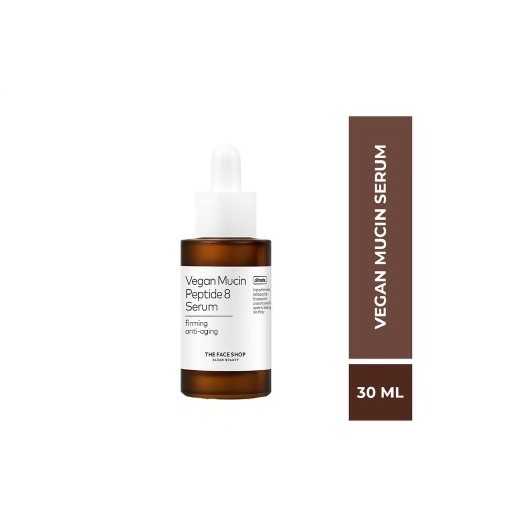 Vegan Mucin
Peptide 8
Serum
firming
anti-aging
THE FACE SHOP
CLEAN BEAUTY
VEGAN MUCIN SERUM
30 ML